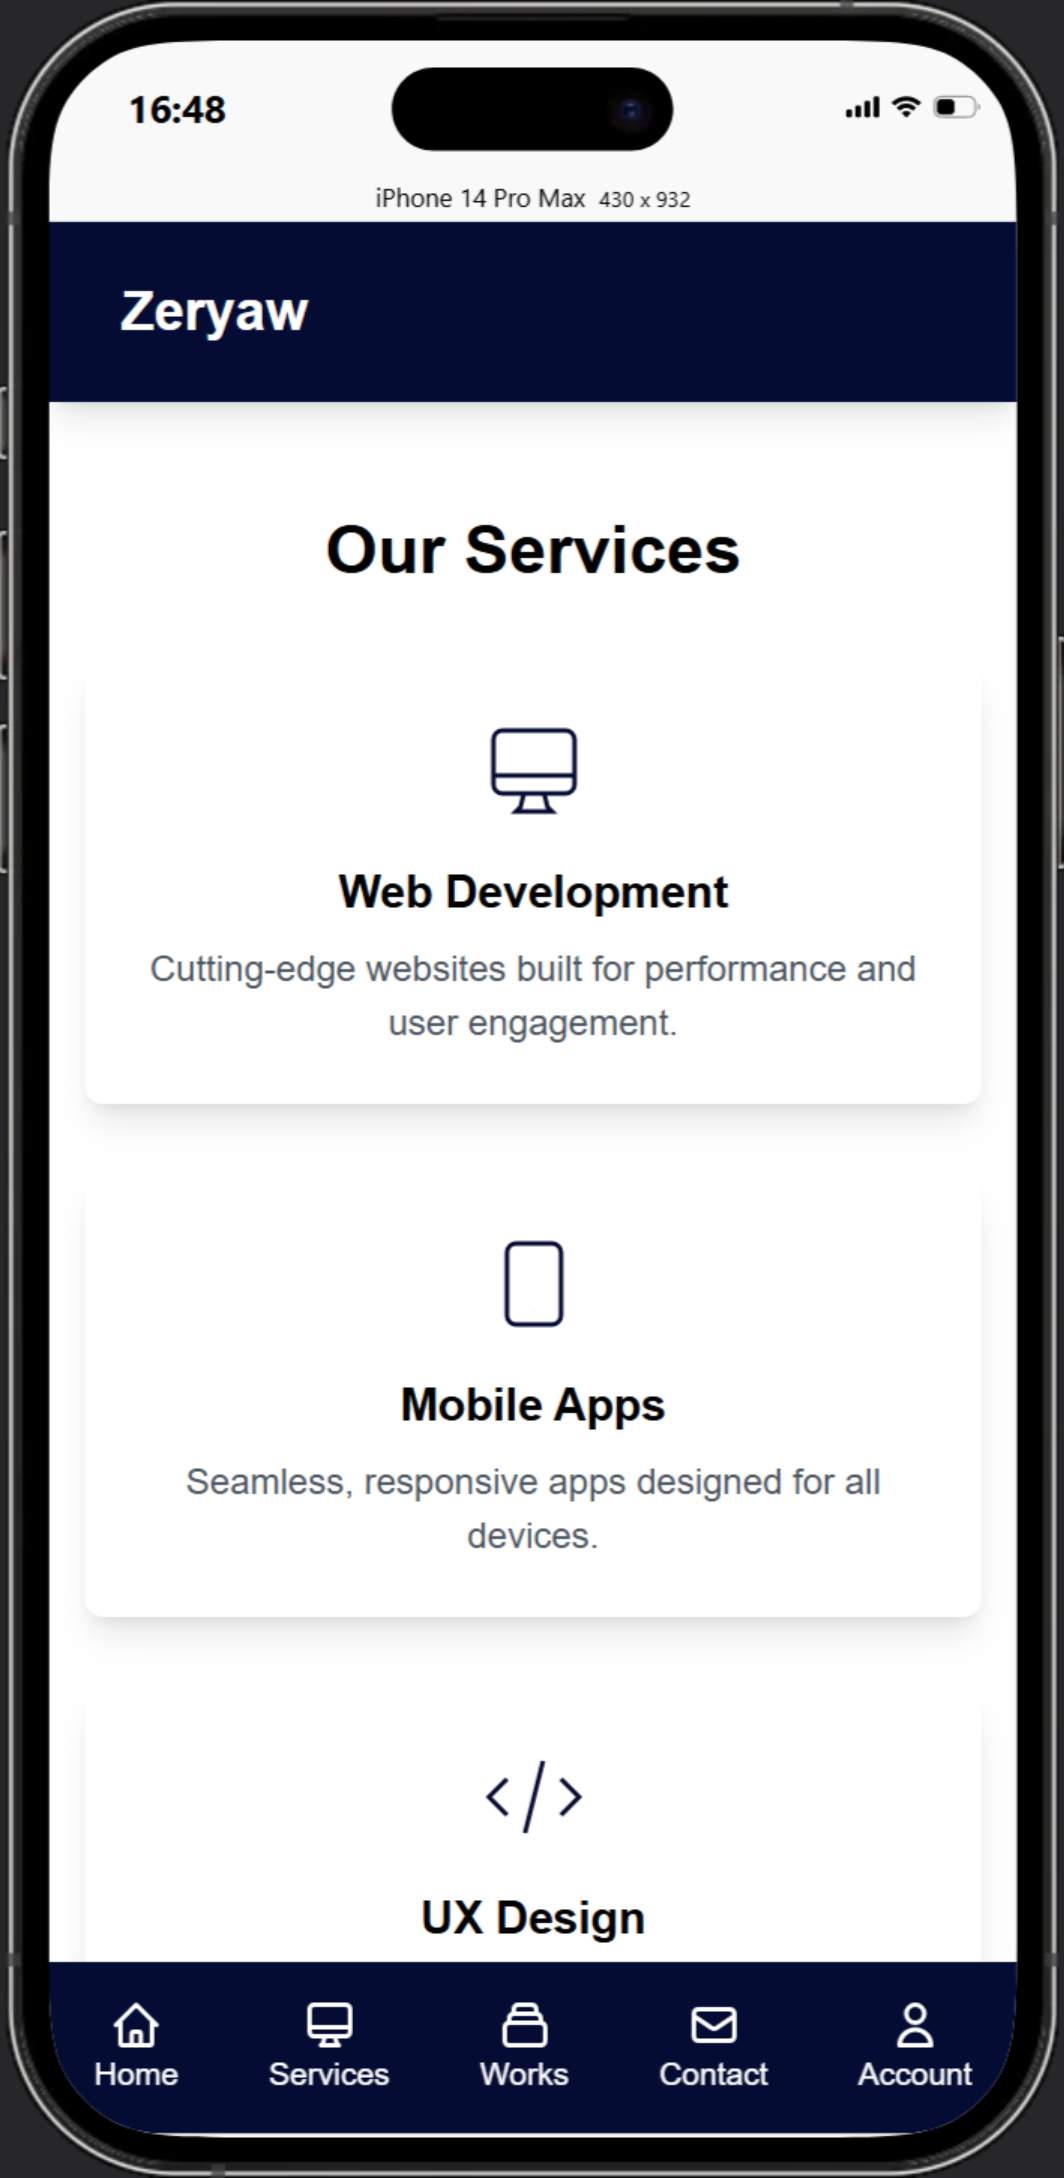 16:48
iPhone 14 Pro Max 430 x 932
Zeryaw
Our Services
Web Development
Cutting-edge websites built for performance and
user engagement.
Mobile Apps
Seamless, responsive apps designed for all
devices.
UX Design
Home Services Works Contact Account